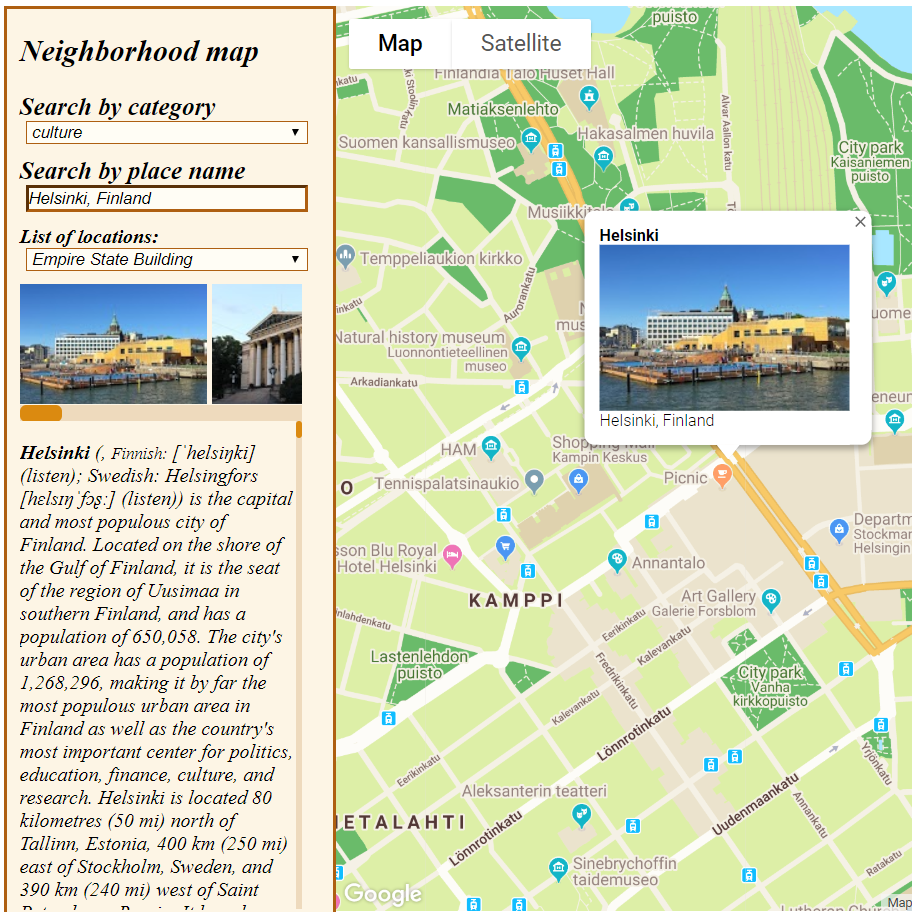 Neighborhood map
Search by category
culture
Search by place name
Helsinki, Finland
List of locations:
Empire State Building
Helsinki (, Finnish: [ˈhelsiŋki]
(listen); Swedish: Helsingfors
[helsɪŋˈfɔʂː] (listen)) is the capital
and most populous city of
Finland. Located on the shore of
the Gulf of Finland, it is the seat
of the region of Uusimaa in
southern Finland, and has a
population of 650,058. The city's
urban area has a population of
1,268,296, making it by far the
most populous urban area in
Finland as well as the country's
most important center for politics,
education, finance, culture, and
research. Helsinki is located 80
kilometres (50 mi) north of
Tallinn, Estonia, 400 km (250 mi)
east of Stockholm, Sweden, and
390 km (240 mi) west of Saint
Map
Satellite
puisto
Finlandia Talo Huset Hall
Matiaksenlehto
Suomen kansallismuseo
Hakasalmen huvila
Alvar Aallon katu
City park
Kaisaniemen
puisto
Musiikkitalo
Helsinki
Helsinki, Finland
Temppeliaukion kirkko
Aurorankatu
Natural history museum
Luonnontieteellinen
museo
Arkadiankatu
HAM
Shopping Mall
Kampin Keskus
Tennispalatsinaukio
Picnic
sson Blu Royal
Hotel Helsinki
Departm
Stockmar
Helsingin
Annantalo
KAMPPI
Art Gallery
Galerie Forsblom
Eerikinkatu
Kalevankatu
Fredrikinkatu
Lastenlehdon
puisto
City park
Vanha
kirkkopuisto
Kalevankatu
Lönnrotinkatu
Yrjönkatu
Eerikinkatu
Aleksanterin teatteri
Uudenmaankatu
Annankatu
IETALAHTI
Lönnrotinkatu
Sinebrychoffin
taidemuseo
Ratakatu
Google
Map